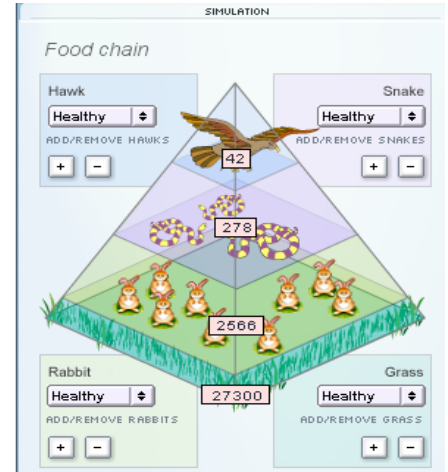 SIMULATION
Food chain
Hawk
Healthy
ADD/REMOVE HAWKS
+ −
Snake
Healthy
ADD/REMOVE SNAKES
+ −
42
278
2566
27300
Rabbit
Healthy
ADD/REMOVE RABBITS
+ −
Grass
Healthy
ADD/REMOVE GRASS
+ −